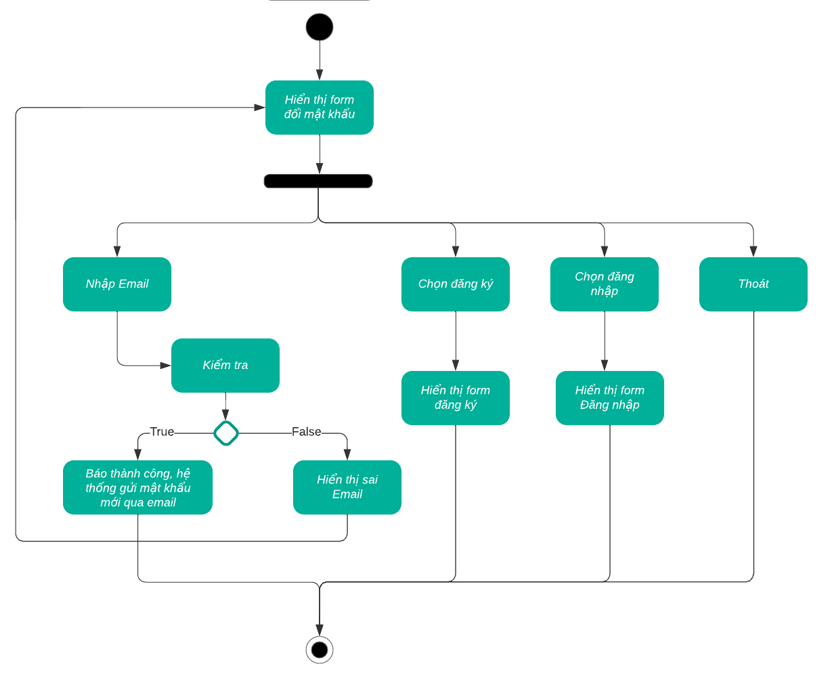 Hiển thị form
đổi mật khẩu
Nhập Email
Chọn đăng ký
Chọn đăng
nhập
Thoát
Kiểm tra
Hiển thị form
đăng ký
Hiển thị form
Đăng nhập
True
False
Báo thành công, hệ
thống gửi mật khẩu
mới qua email
Hiển thị sai
Email